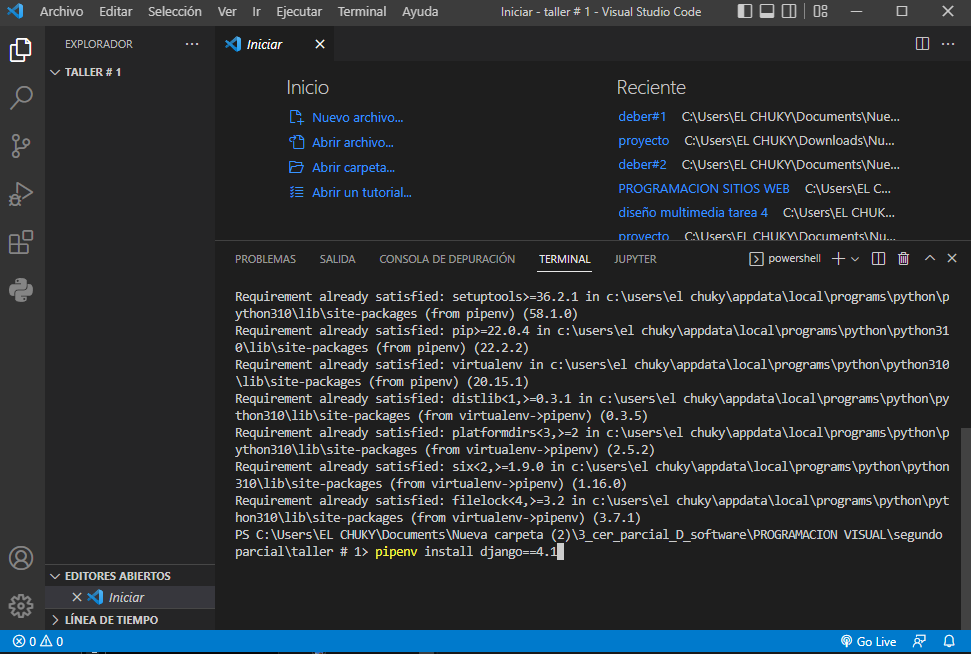 Archivo Editar Selección Ver Ir Ejecutar Terminal Ayuda
Iniciar - taller # 1 - Visual Studio Code
EXPLORADOR
TALLER # 1
Iniciar
Inicio
Nuevo archivo...
Abrir archivo...
Abrir carpeta...
Abrir un tutorial...
Reciente
deber#1 C:\Users\EL CHUKY\Documents\Nue...
proyecto C:\Users\EL CHUKY\Downloads\Nu...
deber#2 C:\Users\EL CHUKY\Documents\Nue...
PROGRAMACION SITIOS WEB C:\Users\EL C...
diseño multimedia tarea 4 C:\Users\EL CHUK...
proyecto C:\Users\EL CHUKY\Documents\Nu...
PROBLEMAS SALIDA CONSOLA DE DEPURACIÓN TERMINAL JUPYTER
powershell
Requirement already satisfied: setuptools>=36.2.1 in c:\users\el chuky\appdata\local\programs\python\p
ython310\lib\site-packages (from pipenv) (58.1.0)
Requirement already satisfied: pip>=22.0.4 in c:\users\el chuky\appdata\local\programs\python\python31
0\lib\site-packages (from pipenv) (22.2.2)
Requirement already satisfied: virtualenv in c:\users\el chuky\appdata\local\programs\python\python310
\lib\site-packages (from pipenv) (20.15.1)
Requirement already satisfied: distlib<1,>=0.3.1 in c:\users\el chuky\appdata\local\programs\python\py
thon310\lib\site-packages (from virtualenv->pipenv) (0.3.5)
Requirement already satisfied: platformdirs<3,>=2 in c:\users\el chuky\appdata\local\programs\python\p
ython310\lib\site-packages (from virtualenv->pipenv) (2.5.2)
Requirement already satisfied: six<2,>=1.9.0 in c:\users\el chuky\appdata\local\programs\python\python
310\lib\site-packages (from virtualenv->pipenv) (1.16.0)
Requirement already satisfied: filelock<4,>=3.2 in c:\users\el chuky\appdata\local\programs\python\pyt
hon310\lib\site-packages (from virtualenv->pipenv) (3.7.1)
PS C:\Users\EL CHUKY\Documents\Nueva carpeta (2)\3_cer_parcial_D_software\PROGRAMACION VISUAL\segundo
parcial\taller # 1> pipenv install django==4.1
EDITORES ABIERTOS
Iniciar
LÍNEA DE TIEMPO
0 0
Go Live